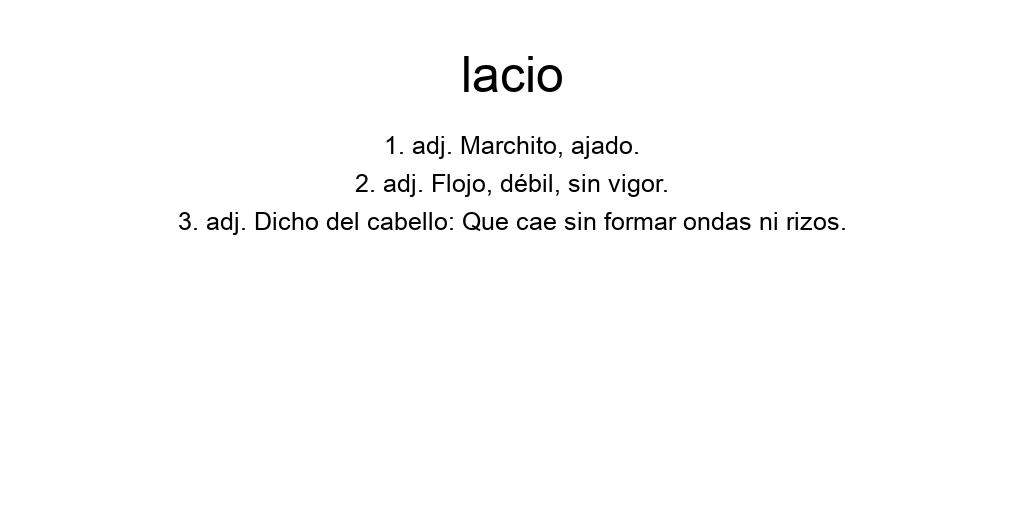 lacio
1. adj. Marchito, ajado.
2. adj. Flojo, débil, sin vigor.
3. adj. Dicho del cabello: Que cae sin formar ondas ni rizos.